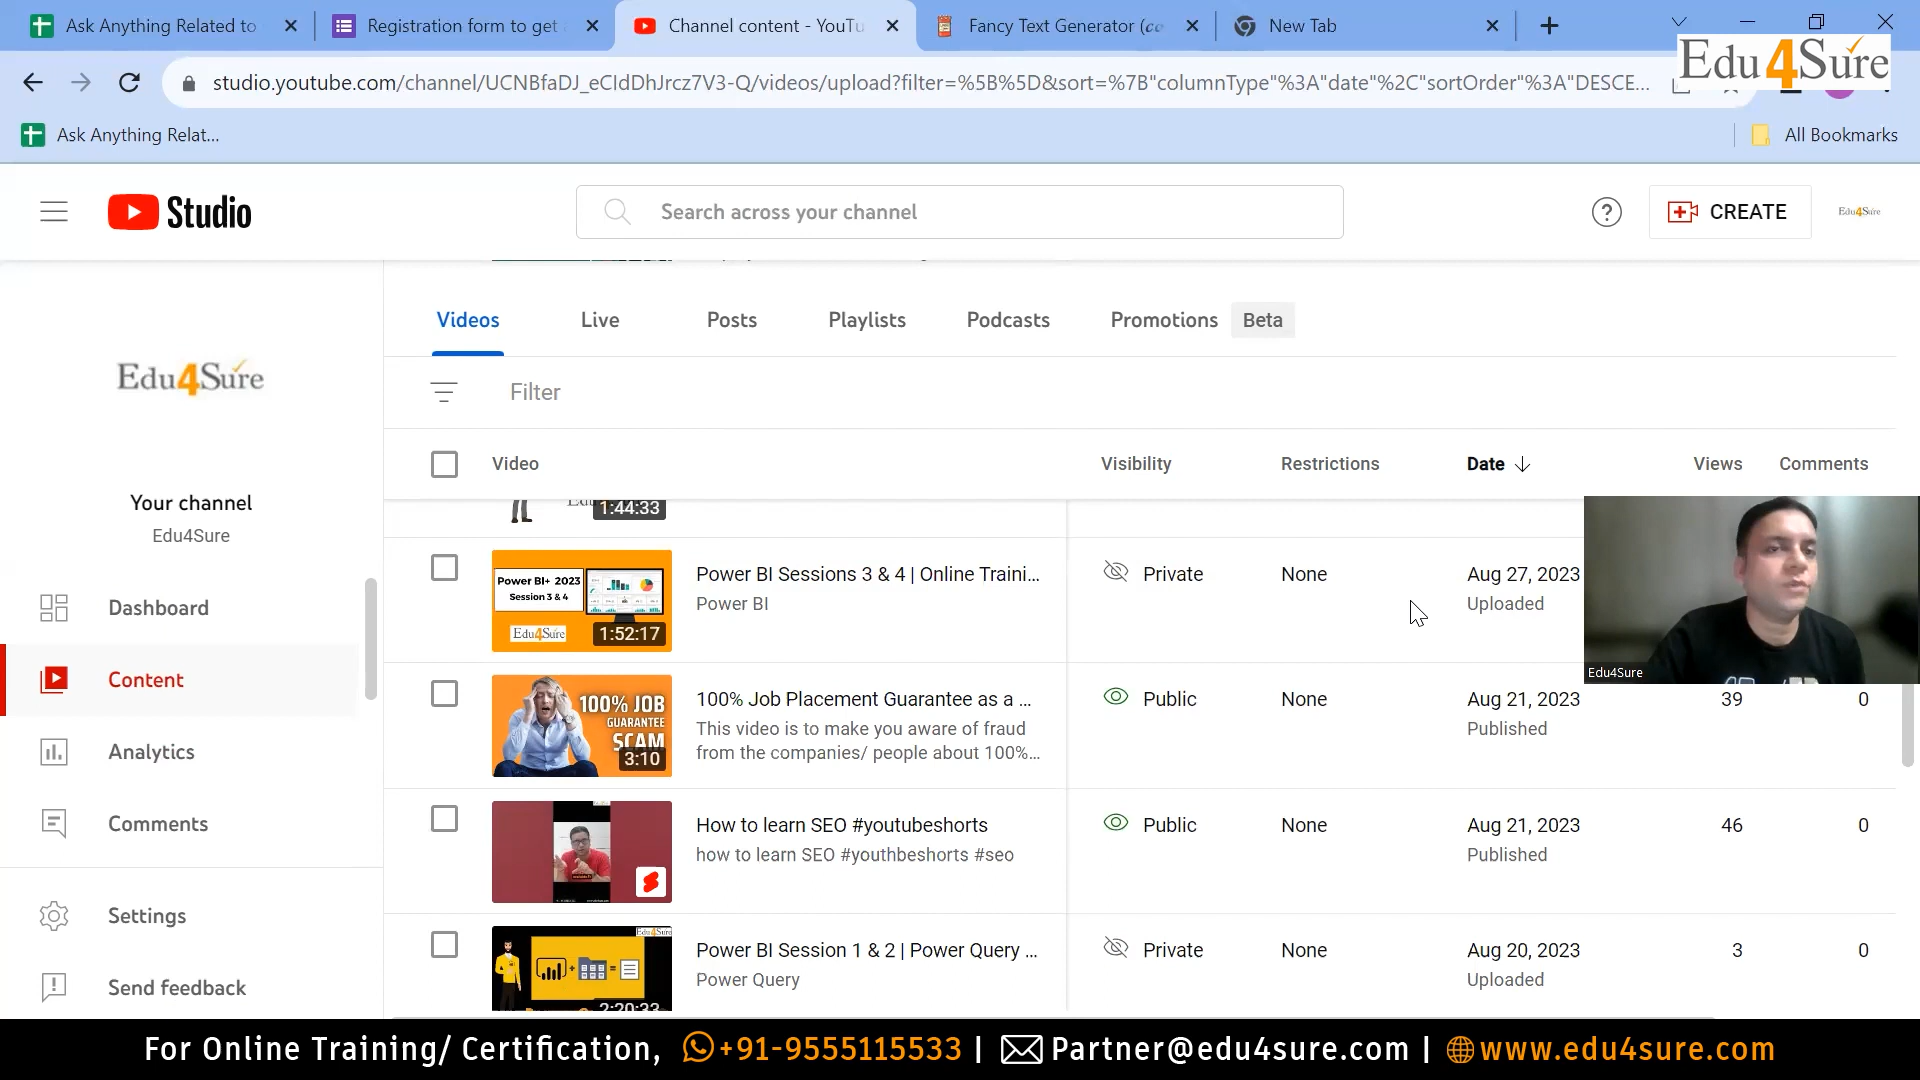 Ask Anything Related to
Registration form to get
Channel content - YouTu
Fancy Text Generator (𝓬𝓸
New Tab
studio.youtube.com/channel/UCNBfaDJ_eCIdDhJrcz7V3-Q/videos/upload?filter=%5B%5D&sort=%7B"columnType"%3A"date"%2C"sortOrder"%3A"DESCE...
Edu4Sure
Ask Anything Relat...
All Bookmarks
Studio
Search across your channel
CREATE
Edu4Sure
Videos
Live
Posts
Playlists
Podcasts
Promotions
Beta
Edu4Sure
Filter
Video
Visibility
Restrictions
Date
Views
Comments
Your channel
Edu4Sure
1:44:33
Power BI+ 2023
Session 3 & 4
Edu4Sure
1:52:17
Power BI Sessions 3 & 4 | Online Traini...
Power BI
Private
None
Aug 27, 2023
Uploaded
Edu4Sure
Dashboard
Content
Analytics
Comments
Settings
Send feedback
100% JOB
GUARANTEE
SCAM
3:10
100% Job Placement Guarantee as a ...
This video is to make you aware of fraud
from the companies/ people about 100%...
Public
None
Aug 21, 2023
Published
39
0
How to learn SEO #youtubeshorts
how to learn SEO #youthbeshorts #seo
Public
None
Aug 21, 2023
Published
46
0
Edu4Sure
2:20:33
Power BI Session 1 & 2 | Power Query ...
Power Query
Private
None
Aug 20, 2023
Uploaded
3
0
For Online Training/ Certification, +91-9555115533 | Partner@edu4sure.com | www.edu4sure.com